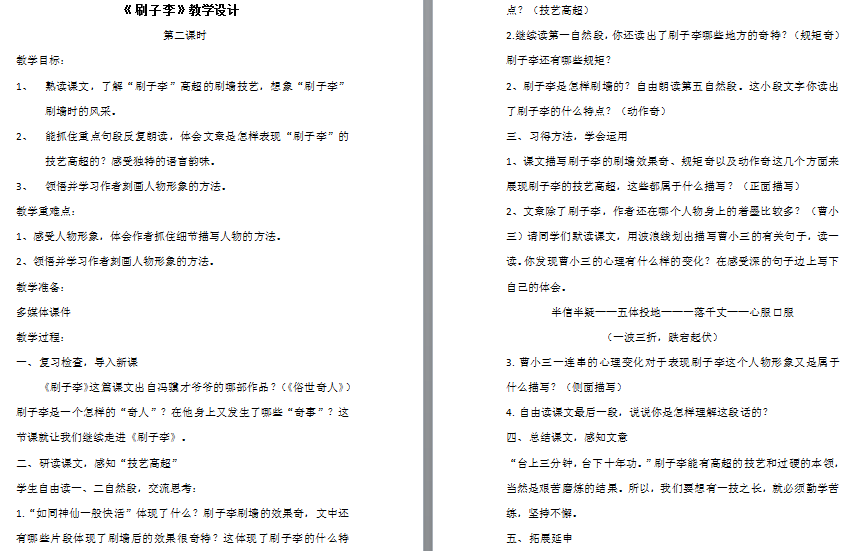 《刷子李》教学设计
第二课时
教学目标：
1、 熟读课文，了解“刷子李”高超的刷墙技艺，想象“刷子李”
刷墙时的风采。
2、 能抓住重点句段反复朗读，体会文章是怎样表现“刷子李”的
技艺高超的？感受独特的语言韵味。
3、 领悟并学习作者刻画人物形象的方法。
教学重难点：
1、感受人物形象，体会作者抓住细节描写人物的方法。
2、领悟并学习作者刻画人物形象的方法。
教学准备：
多媒体课件
教学过程：
一、复习检查，导入新课
《刷子李》这篇课文出自冯骥才爷爷的哪部作品？（《俗世奇人》）
刷子李是一个怎样的“奇人”？在他身上又发生了哪些“奇事”？这
节课就让我们继续走进《刷子李》。
二、研读课文，感知“技艺高超”
学生自由读一、二自然段，交流思考：
1.“如同神仙一般快活”体现了什么？刷子李刷墙的效果奇，文中还
有哪些片段体现了刷墙后的效果很奇特？这体现了刷子李的什么特
点？（技艺高超）
2.继续读第一自然段，你还读出了刷子李哪些地方的奇特？（规矩奇）
刷子李还有哪些规矩？
2、刷子李是怎样刷墙的？自由朗读第五自然段。这小段文字你读出
了刷子李的什么特点？（动作奇）
三、习得方法，学会运用
1、课文描写刷子李的刷墙效果奇、规矩奇以及动作奇这几个方面来
展现刷子李的技艺高超，这些都属于什么描写？（正面描写）
2、文章除了刷子李，作者还在哪个人物身上的着墨比较多？（曹小
三）请同学们默读课文，用波浪线划出描写曹小三的有关句子，读一
读。你发现曹小三的心理有什么样的变化？在感受深的句子边上写下
自己的体会。
半信半疑——五体投地——一落千丈——心服口服
（一波三折，跌宕起伏）
3. 曹小三一连串的心理变化对于表现刷子李这个人物形象又是属于
什么描写？（侧面描写）
4. 自由读课文最后一段，说说你是怎样理解这段话的？
四、总结课文，感知文意
“台上三分钟，台下十年功。”刷子李能有高超的技艺和过硬的本领，
当然是艰苦磨炼的结果。所以，我们要想有一技之长，就必须勤学苦
练，坚持不懈。
五、拓展延申